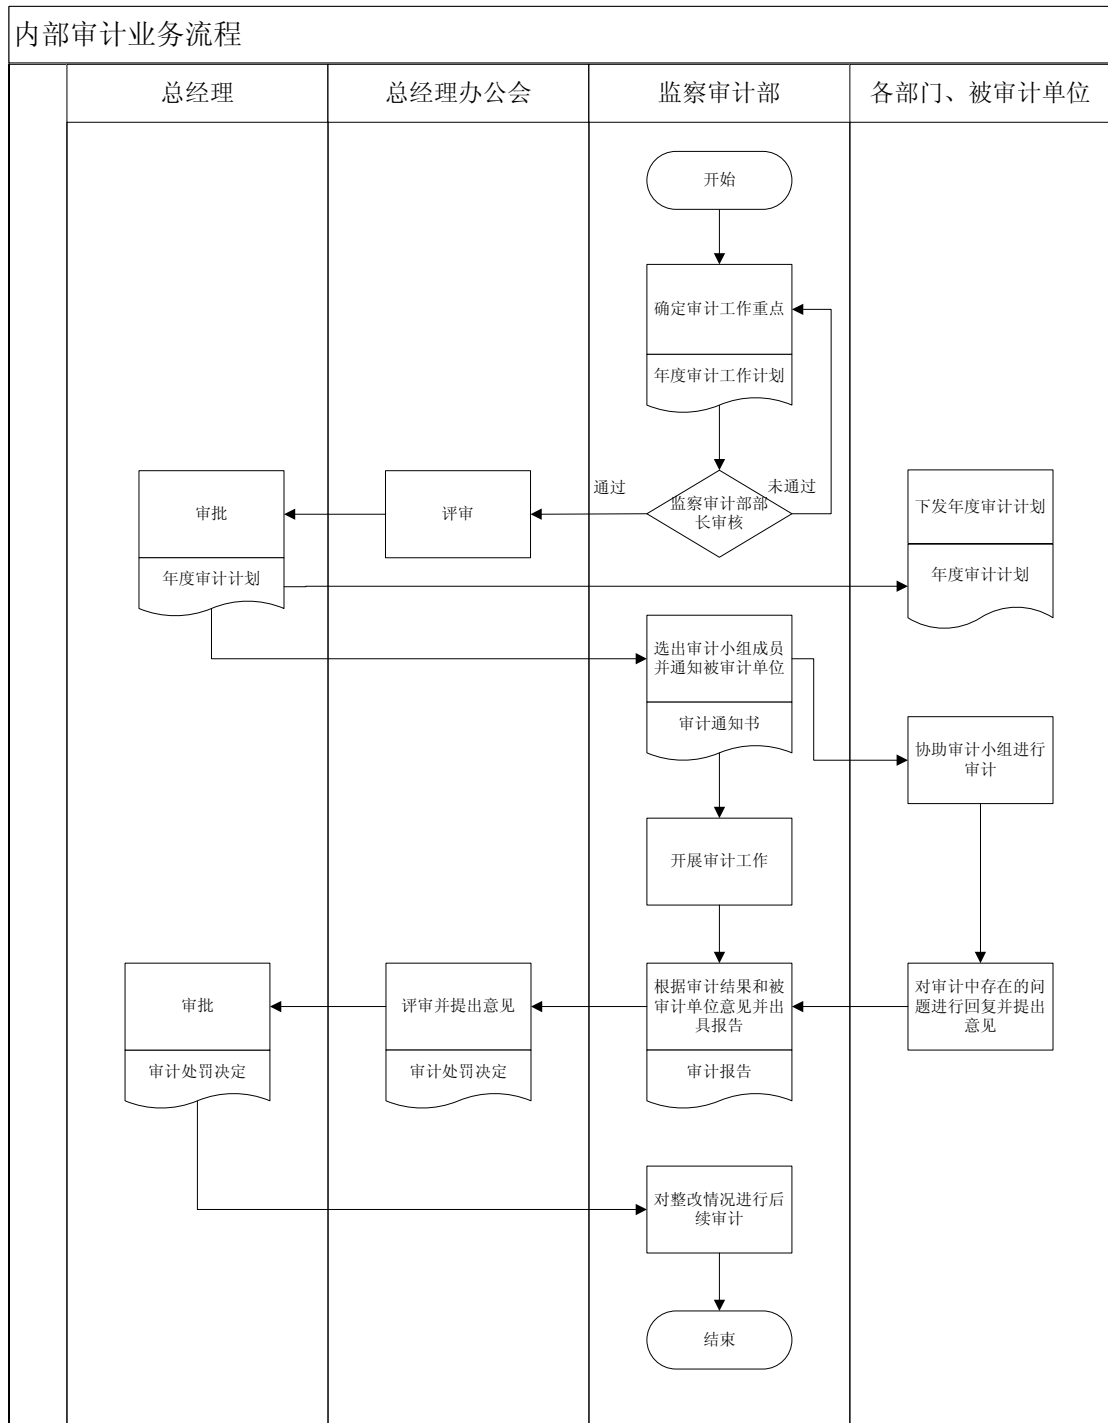 内部审计业务流程
总经理
总经理办公会
监察审计部
各部门、被审计单位
开始
确定审计工作重点
年度审计工作计划
通过
未通过
监察审计部部
长审核
评审
审批
年度审计计划
下发年度审计计划
年度审计计划
选出审计小组成员
并通知被审计单位
审计通知书
协助审计小组进行
审计
开展审计工作
审批
审计处罚决定
评审并提出意见
审计处罚决定
根据审计结果和被
审计单位意见并出
具报告
审计报告
对审计中存在的问
题进行回复并提出
意见
对整改情况进行后
续审计
结束